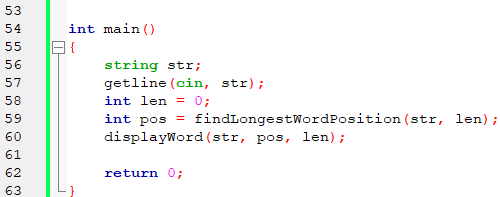 53
54 int main()
55 {
56 string str;
57 getline(cin, str);
58 int len = 0;
59 int pos = findLongestWordPosition(str, len);
60 displayWord(str, pos, len);
61
62 return 0;
63 }